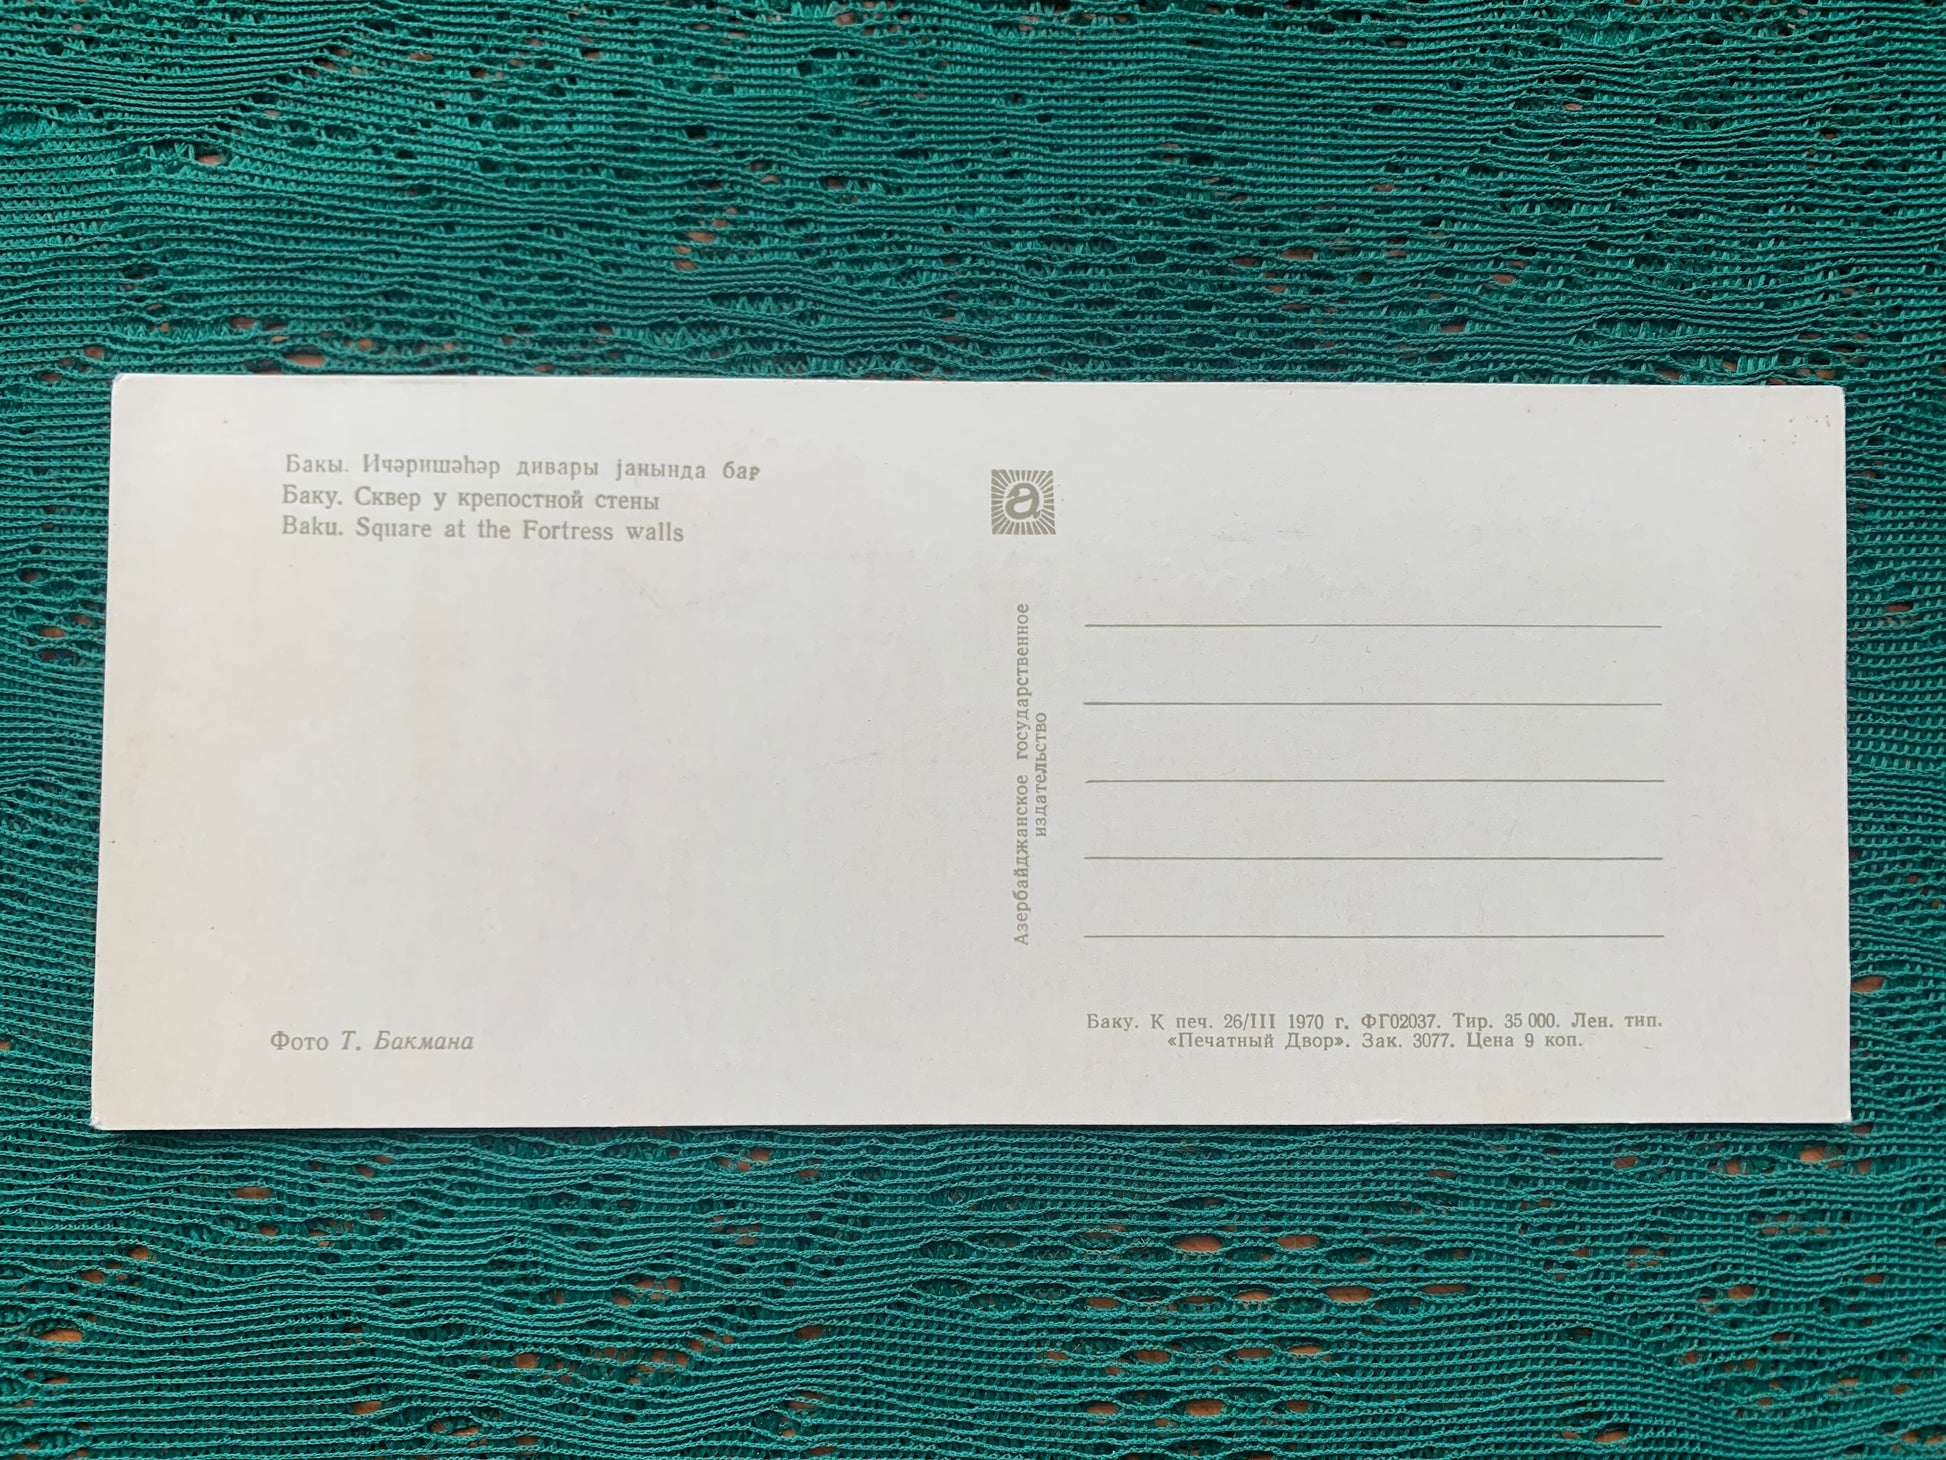 Бакы. Ичәришәһәр дивары јанында бағ
Баку. Сквер у крепостной стены
Baku. Square at the Fortress walls
Фото Т. Бакмана
а
Азербайджанское государственное
издательство
Баку. К печ. 26/III 1970 г. ФГ02037. Тир. 35 000. Лен. тип.
«Печатный Двор». Зак. 3077. Цена 9 коп.